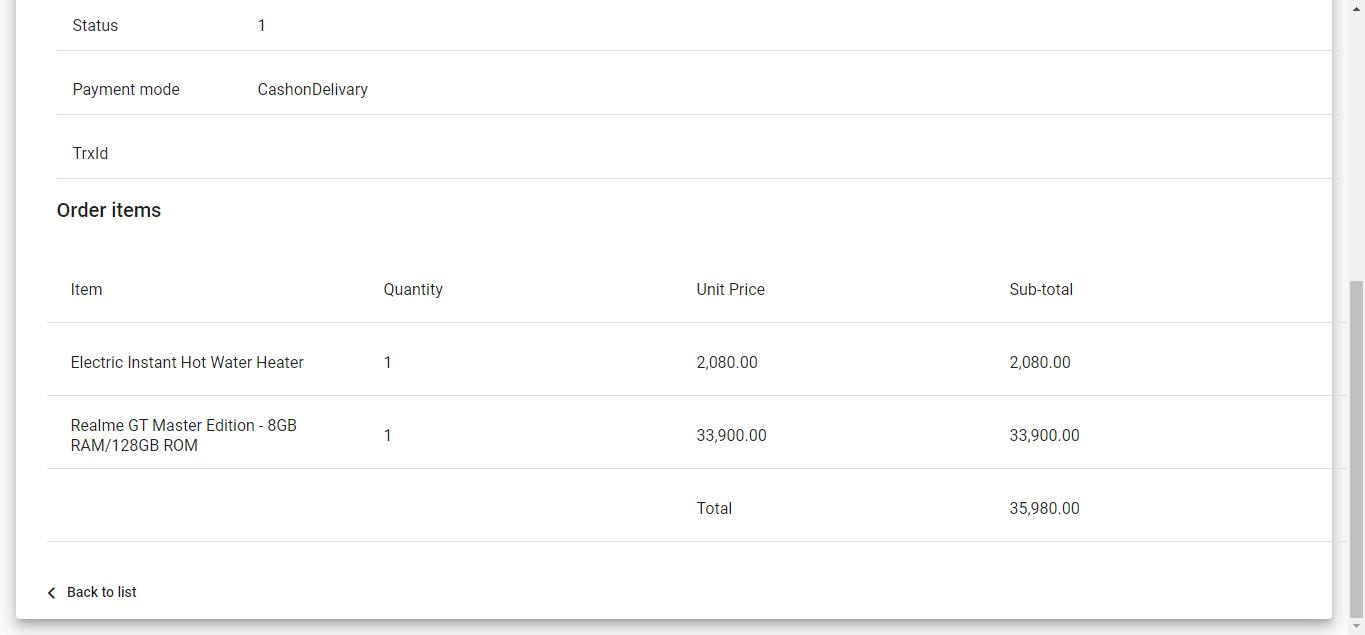 Status 1
Payment mode CashonDelivary
TrxId
Order items
Item Quantity Unit Price Sub-total
Electric Instant Hot Water Heater 1 2,080.00 2,080.00
Realme GT Master Edition - 8GB
RAM/128GB ROM 1 33,900.00 33,900.00
Total 35,980.00
Back to list